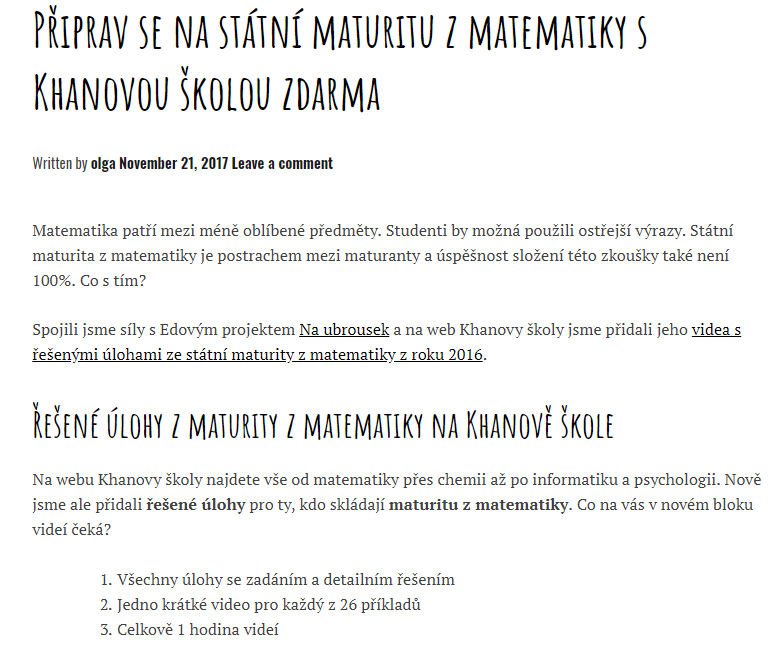 Připrav se na státní maturitu z matematiky s
Khanovou školou zdarma
Written by olga November 21, 2017 Leave a comment
Matematika patří mezi méně oblíbené předměty. Studenti by možná použili ostřejší výrazy. Státní
maturita z matematiky je postrachem mezi maturanty a úspěšnost složení této zkoušky také není
100%. Co s tím?
Spojili jsme síly s Edovým projektem Na ubrousek a na web Khanovy školy jsme přidali jeho videa s
řešenými úlohami ze státní maturity z matematiky z roku 2016.
Řešené úlohy z maturity z matematiky na Khanově škole
Na webu Khanovy školy najdete vše od matematiky přes chemii až po informatiku a psychologii. Nově
jsme ale přidali řešené úlohy pro ty, kdo skládají maturitu z matematiky. Co na vás v novém bloku
videí čeká?
1. Všechny úlohy se zadáním a detailním řešením
2. Jedno krátké video pro každý z 26 příkladů
3. Celkově 1 hodina videí